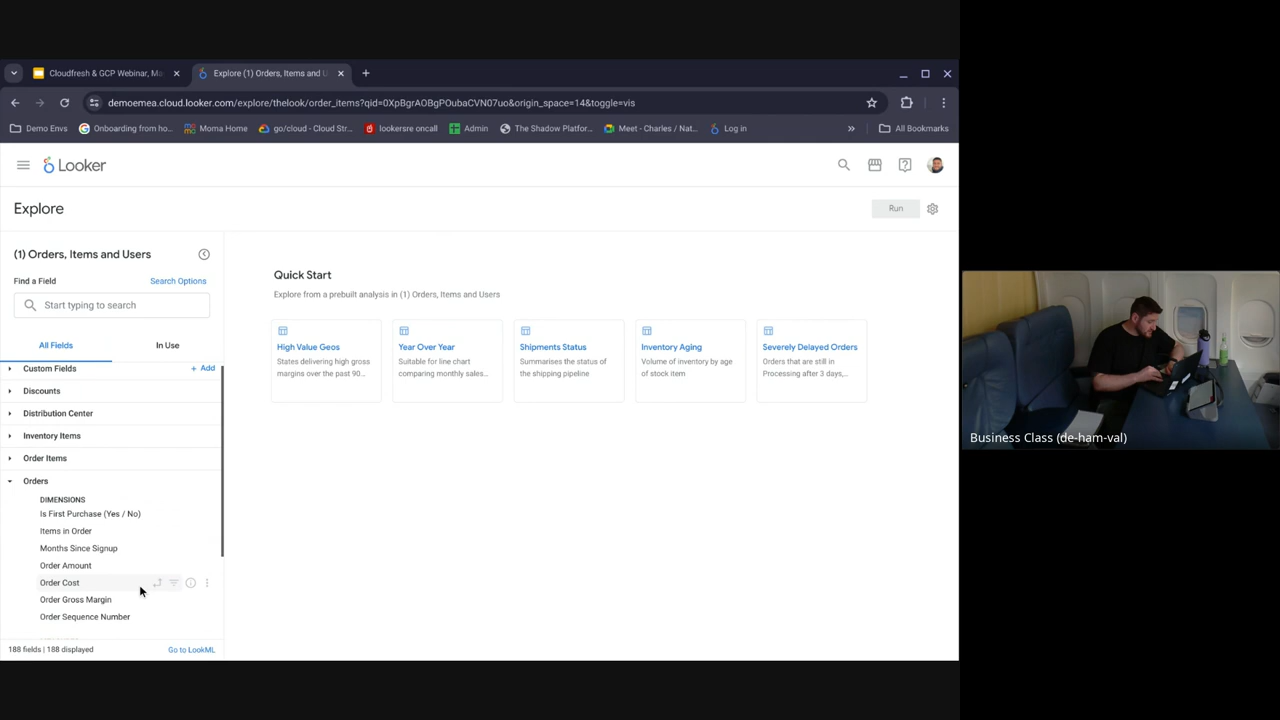 Cloudfresh & GCP Webinar, Ma
Explore (1) Orders, Items and U
demoemea.cloud.looker.com/explore/thelook/order_items?qid=0XpBgrAOBgPOubaCVN07uo&origin_space=14&toggle=vis
Demo Envs
Onboarding from ho...
Moma Home
go/cloud - Cloud Str...
lookersre oncall
Admin
The Shadow Platfor...
Meet - Charles / Nat...
Log in
All Bookmarks
Looker
Explore
Run
(1) Orders, Items and Users
Find a Field
Search Options
Start typing to search
All Fields
In Use
Custom Fields
+ Add
Discounts
Distribution Center
Inventory Items
Order Items
Orders
DIMENSIONS
Is First Purchase (Yes / No)
Items in Order
Months Since Signup
Order Amount
Order Cost
Order Gross Margin
Order Sequence Number
188 fields | 188 displayed
Go to LookML
Quick Start
Explore from a prebuilt analysis in (1) Orders, Items and Users
High Value Geos
States delivering high gross
margins over the past 90...
Year Over Year
Suitable for line chart
comparing monthly sales...
Shipments Status
Summarises the status of
the shipping pipeline
Inventory Aging
Volume of inventory by age
of stock item
Severely Delayed Orders
Orders that are still in
Processing after 3 days,...
Business Class (de-ham-val)